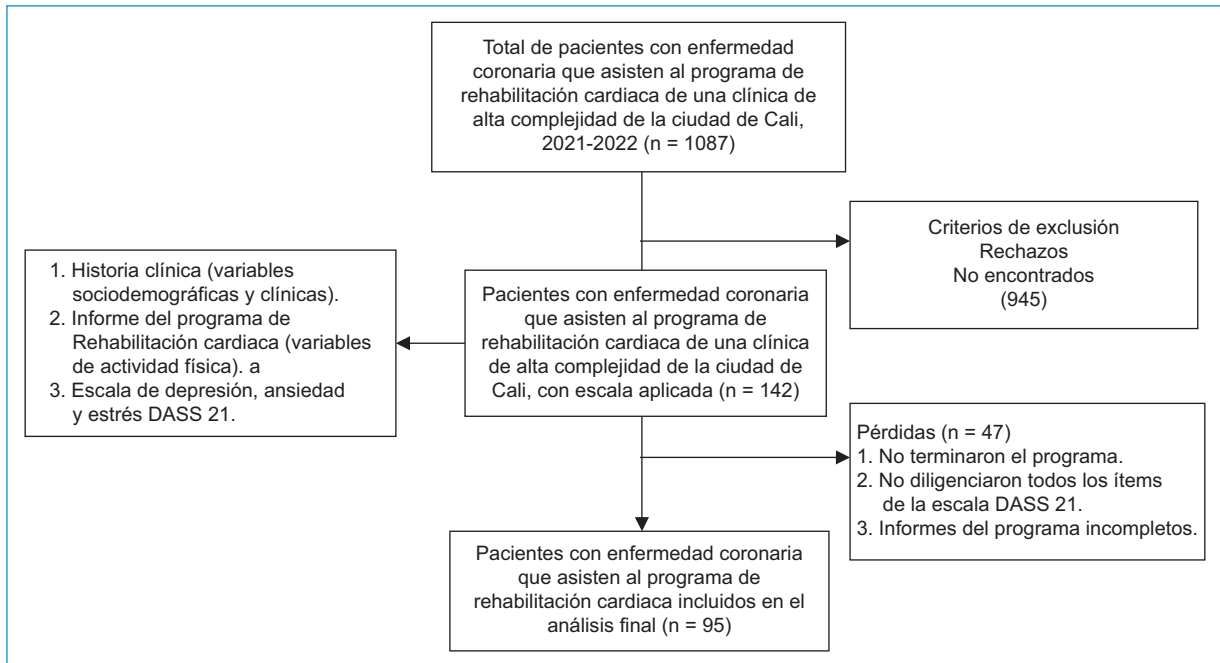 Total de pacientes con enfermedad
coronaria que asisten al programa de
rehabilitación cardiaca de una clínica de
alta complejidad de la ciudad de Cali,
2021-2022 (n = 1087)
Criterios de exclusión
Rechazos
No encontrados
(945)
1. Historia clínica (variables
sociodemográficas y clínicas).
2. Informe del programa de
Rehabilitación cardiaca (variables
de actividad física). a
3. Escala de depresión, ansiedad
y estrés DASS 21.
Pacientes con enfermedad coronaria
que asisten al programa de
rehabilitación cardiaca de una clínica
de alta complejidad de la ciudad de
Cali, con escala aplicada (n = 142)
Pérdidas (n = 47)
1. No terminaron el programa.
2. No diligenciaron todos los ítems
de la escala DASS 21.
3. Informes del programa incompletos.
Pacientes con enfermedad coronaria
que asisten al programa de
rehabilitación cardiaca incluidos en el
análisis final (n = 95)